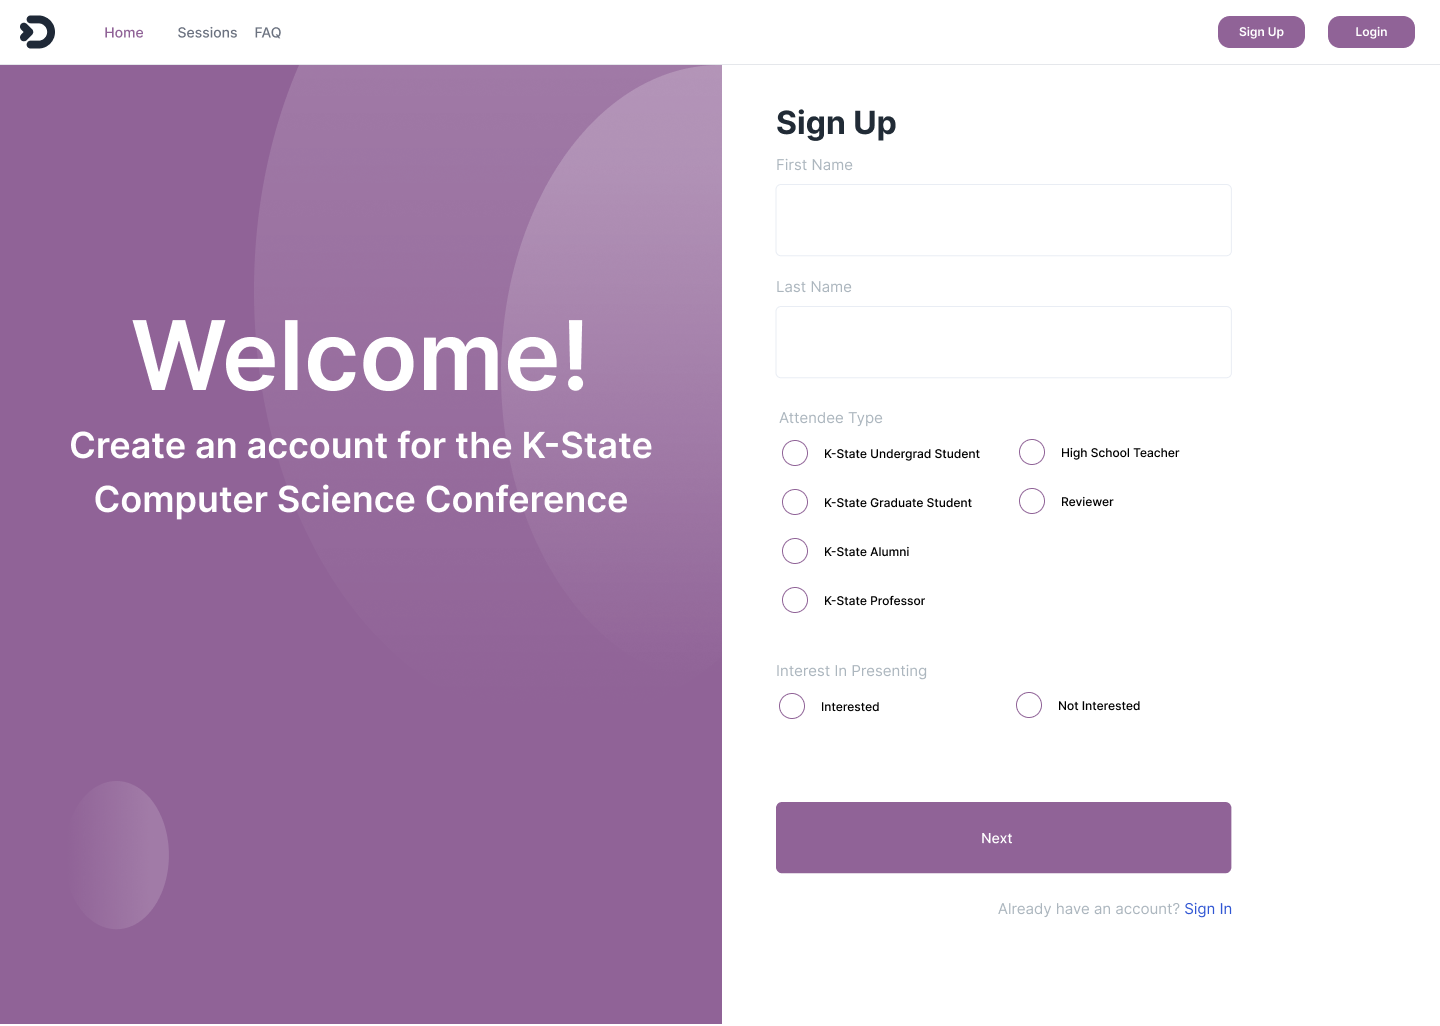 Home Sessions FAQ Sign Up Login
Welcome!
Create an account for the K-State
Computer Science Conference
Sign Up
First Name
Last Name
Attendee Type
K-State Undergrad Student High School Teacher
K-State Graduate Student Reviewer
K-State Alumni
K-State Professor
Interest In Presenting
Interested Not Interested
Next
Already have an account? Sign In